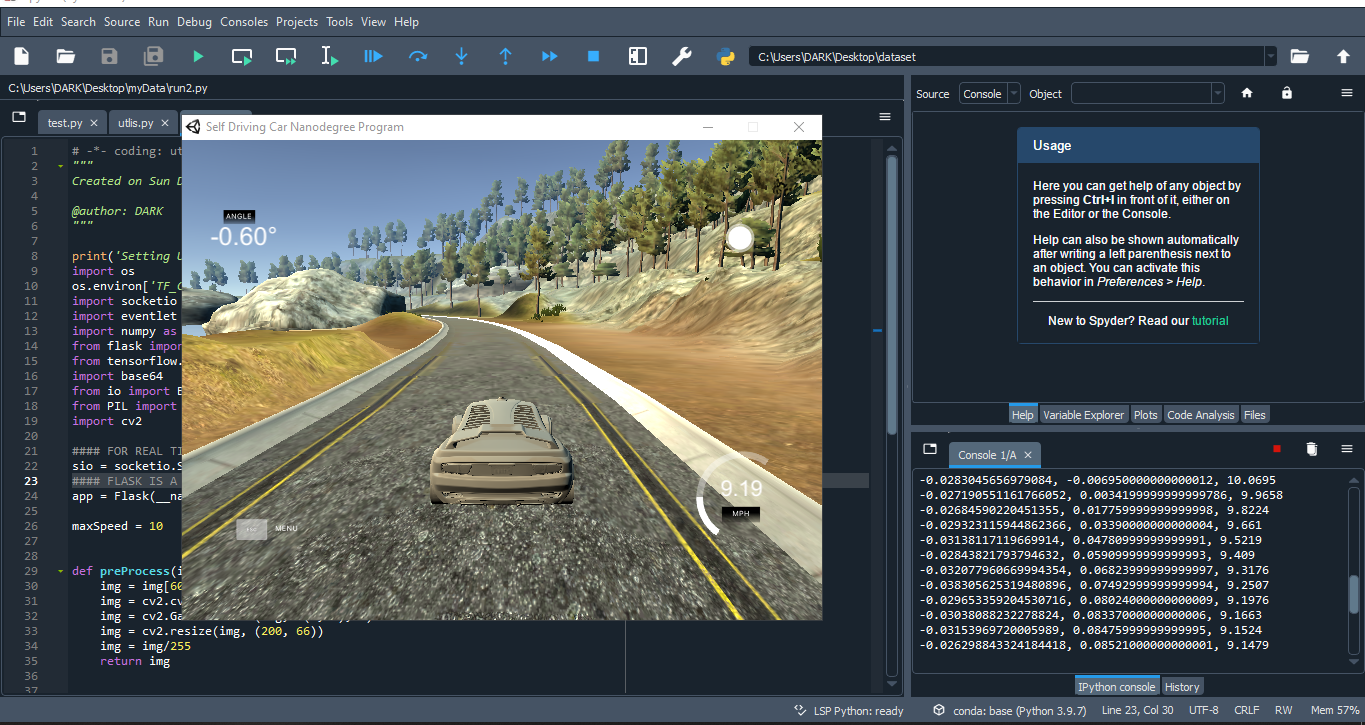 File Edit Search Source Run Debug Consoles Projects Tools View Help
C:\Users\DARK\Desktop\dataset
C:\Users\DARK\Desktop\myData\run2.py
test.py
utlis.py
1 # -*- coding: ut
2 """
3 Created on Sun D
4
5 @author: DARK
6 """
7
8 print('Setting U
9 import os
10 os.environ['TF_C
11 import socketio
12 import eventlet
13 import numpy as
14 from flask impor
15 from tensorflow.
16 import base64
17 from io import B
18 from PIL import
19 import cv2
20
21 #### FOR REAL TI
22 sio = socketio.S
23 #### FLASK IS A
24 app = Flask(__na
25
26 maxSpeed = 10
27
28
29 def preProcess(i
30 img = img[60
31 img = cv2.cv
32 img = cv2.Ga
33 img = cv2.resize(img, (200, 66))
34 img = img/255
35 return img
36
37
Self Driving Car Nanodegree Program
ANGLE
-0.60°
9.19
MPH
MENU
Source Console Object
Usage
Here you can get help of any object by
pressing Ctrl+I in front of it, either on
the Editor or the Console.
Help can also be shown automatically
after writing a left parenthesis next to
an object. You can activate this
behavior in Preferences > Help.
New to Spyder? Read our tutorial
Help Variable Explorer Plots Code Analysis Files
Console 1/A
-0.0283045656979084, -0.006950000000000012, 10.0695
-0.027190551161766052, 0.0034199999999999786, 9.9658
-0.02684590220451355, 0.017759999999999998, 9.8224
-0.029323115944862366, 0.03390000000000004, 9.661
-0.03138117119669914, 0.04780999999999991, 9.5219
-0.02843821793794632, 0.05909999999999993, 9.409
-0.032077960669994354, 0.06823999999999997, 9.3176
-0.038305625319480896, 0.07492999999999994, 9.2507
-0.029653359204530716, 0.08024000000000009, 9.1976
-0.03038088232278824, 0.08337000000000006, 9.1663
-0.03153969720005989, 0.08475999999999995, 9.1524
-0.026298843324184418, 0.08521000000000001, 9.1479
IPython console History
LSP Python: ready
conda: base (Python 3.9.7)
Line 23, Col 30
UTF-8
CRLF
RW
Mem 57%